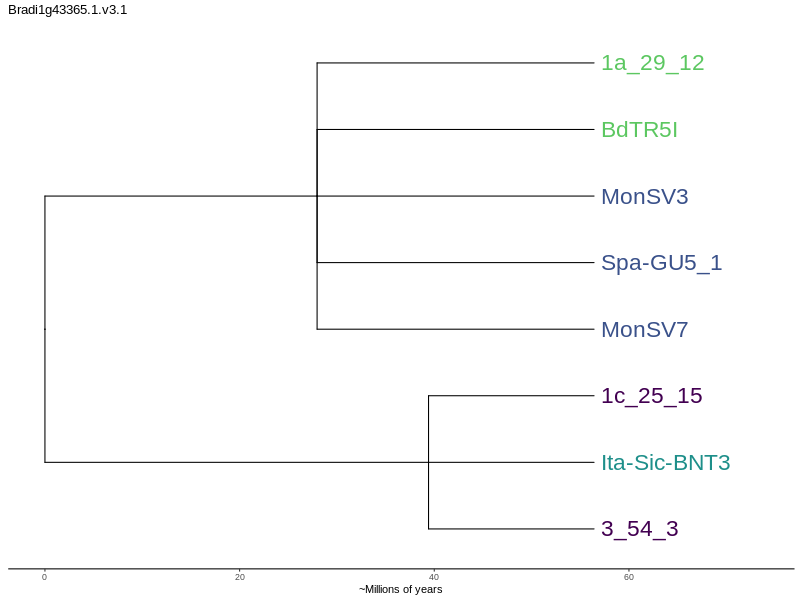 Bradi1g43365.1.v3.1
1a_29_12
BdTR5I
MonSV3
Spa-GU5_1
MonSV7
1c_25_15
Ita-Sic-BNT3
3_54_3
0 20 40 60
~Millions of years